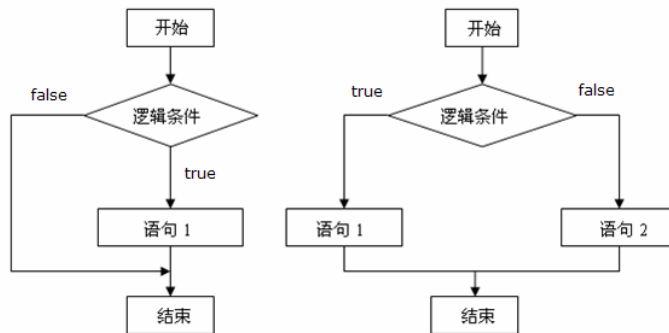 开始
false
逻辑条件
true
语句 1
结束
开始
true
逻辑条件
false
语句 1
语句 2
结束